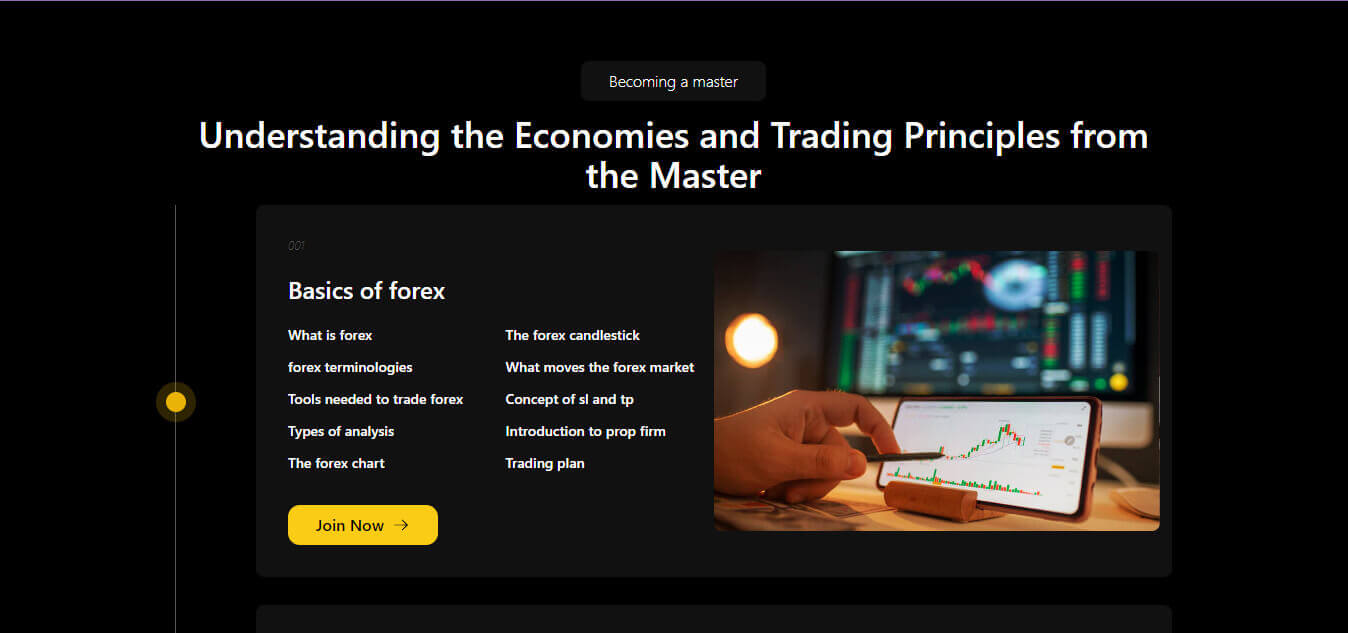 Becoming a master
Understanding the Economies and Trading Principles from
the Master
001
Basics of forex
What is forex
forex terminologies
Tools needed to trade forex
Types of analysis
The forex chart
The forex candlestick
What moves the forex market
Concept of sl and tp
Introduction to prop firm
Trading plan
Join Now →